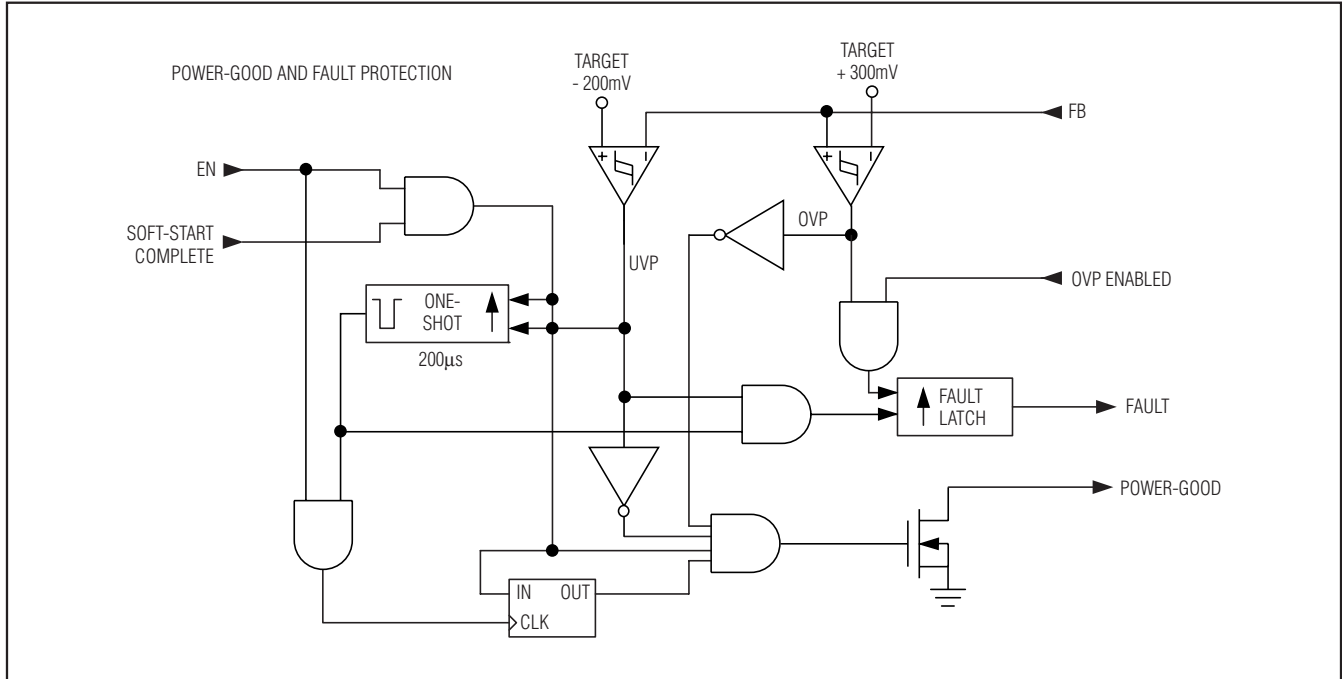 POWER-GOOD AND FAULT PROTECTION
TARGET
- 200mV
TARGET
+ 300mV
FB
EN
SOFT-START
COMPLETE
+
−
+
−
OVP
UVP
OVP ENABLED
ONE-
SHOT
200μs
FAULT
LATCH
FAULT
POWER-GOOD
IN
OUT
CLK